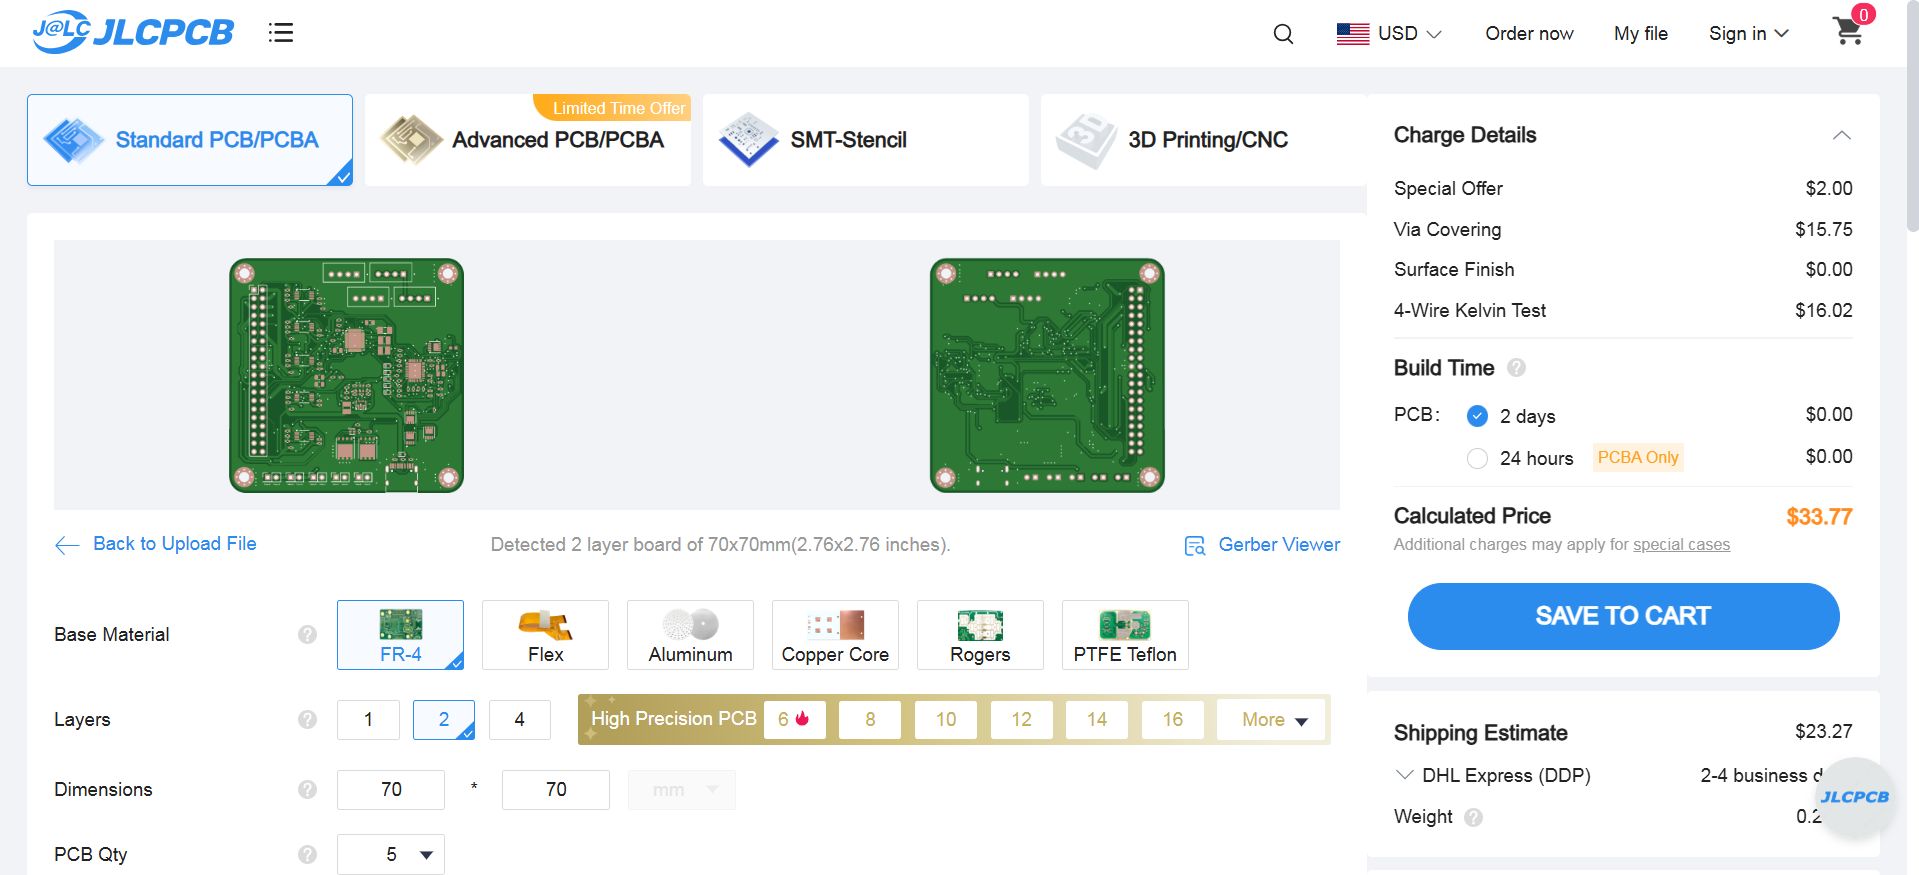 J@LC JLCPCB
USD
Order now
My file
Sign in
0
Standard PCB/PCBA
Limited Time Offer
Advanced PCB/PCBA
SMT-Stencil
3D
3D Printing/CNC
Back to Upload File
Detected 2 layer board of 70x70mm(2.76x2.76 inches).
Gerber Viewer
Base Material
?
FR-4
Flex
Aluminum
Copper Core
Rogers
PTFE Teflon
Layers
?
1
2
4
High Precision PCB
6
8
10
12
14
16
More
Dimensions
?
70
*
70
mm
PCB Qty
?
5
Charge Details
Special Offer
$2.00
Via Covering
$15.75
Surface Finish
$0.00
4-Wire Kelvin Test
$16.02
Build Time
?
PCB:
2 days
$0.00
24 hours
PCBA Only
$0.00
Calculated Price
$33.77
Additional charges may apply for special cases
SAVE TO CART
Shipping Estimate
$23.27
DHL Express (DDP)
2-4 business d
Weight
?
0.2
JLCPCB